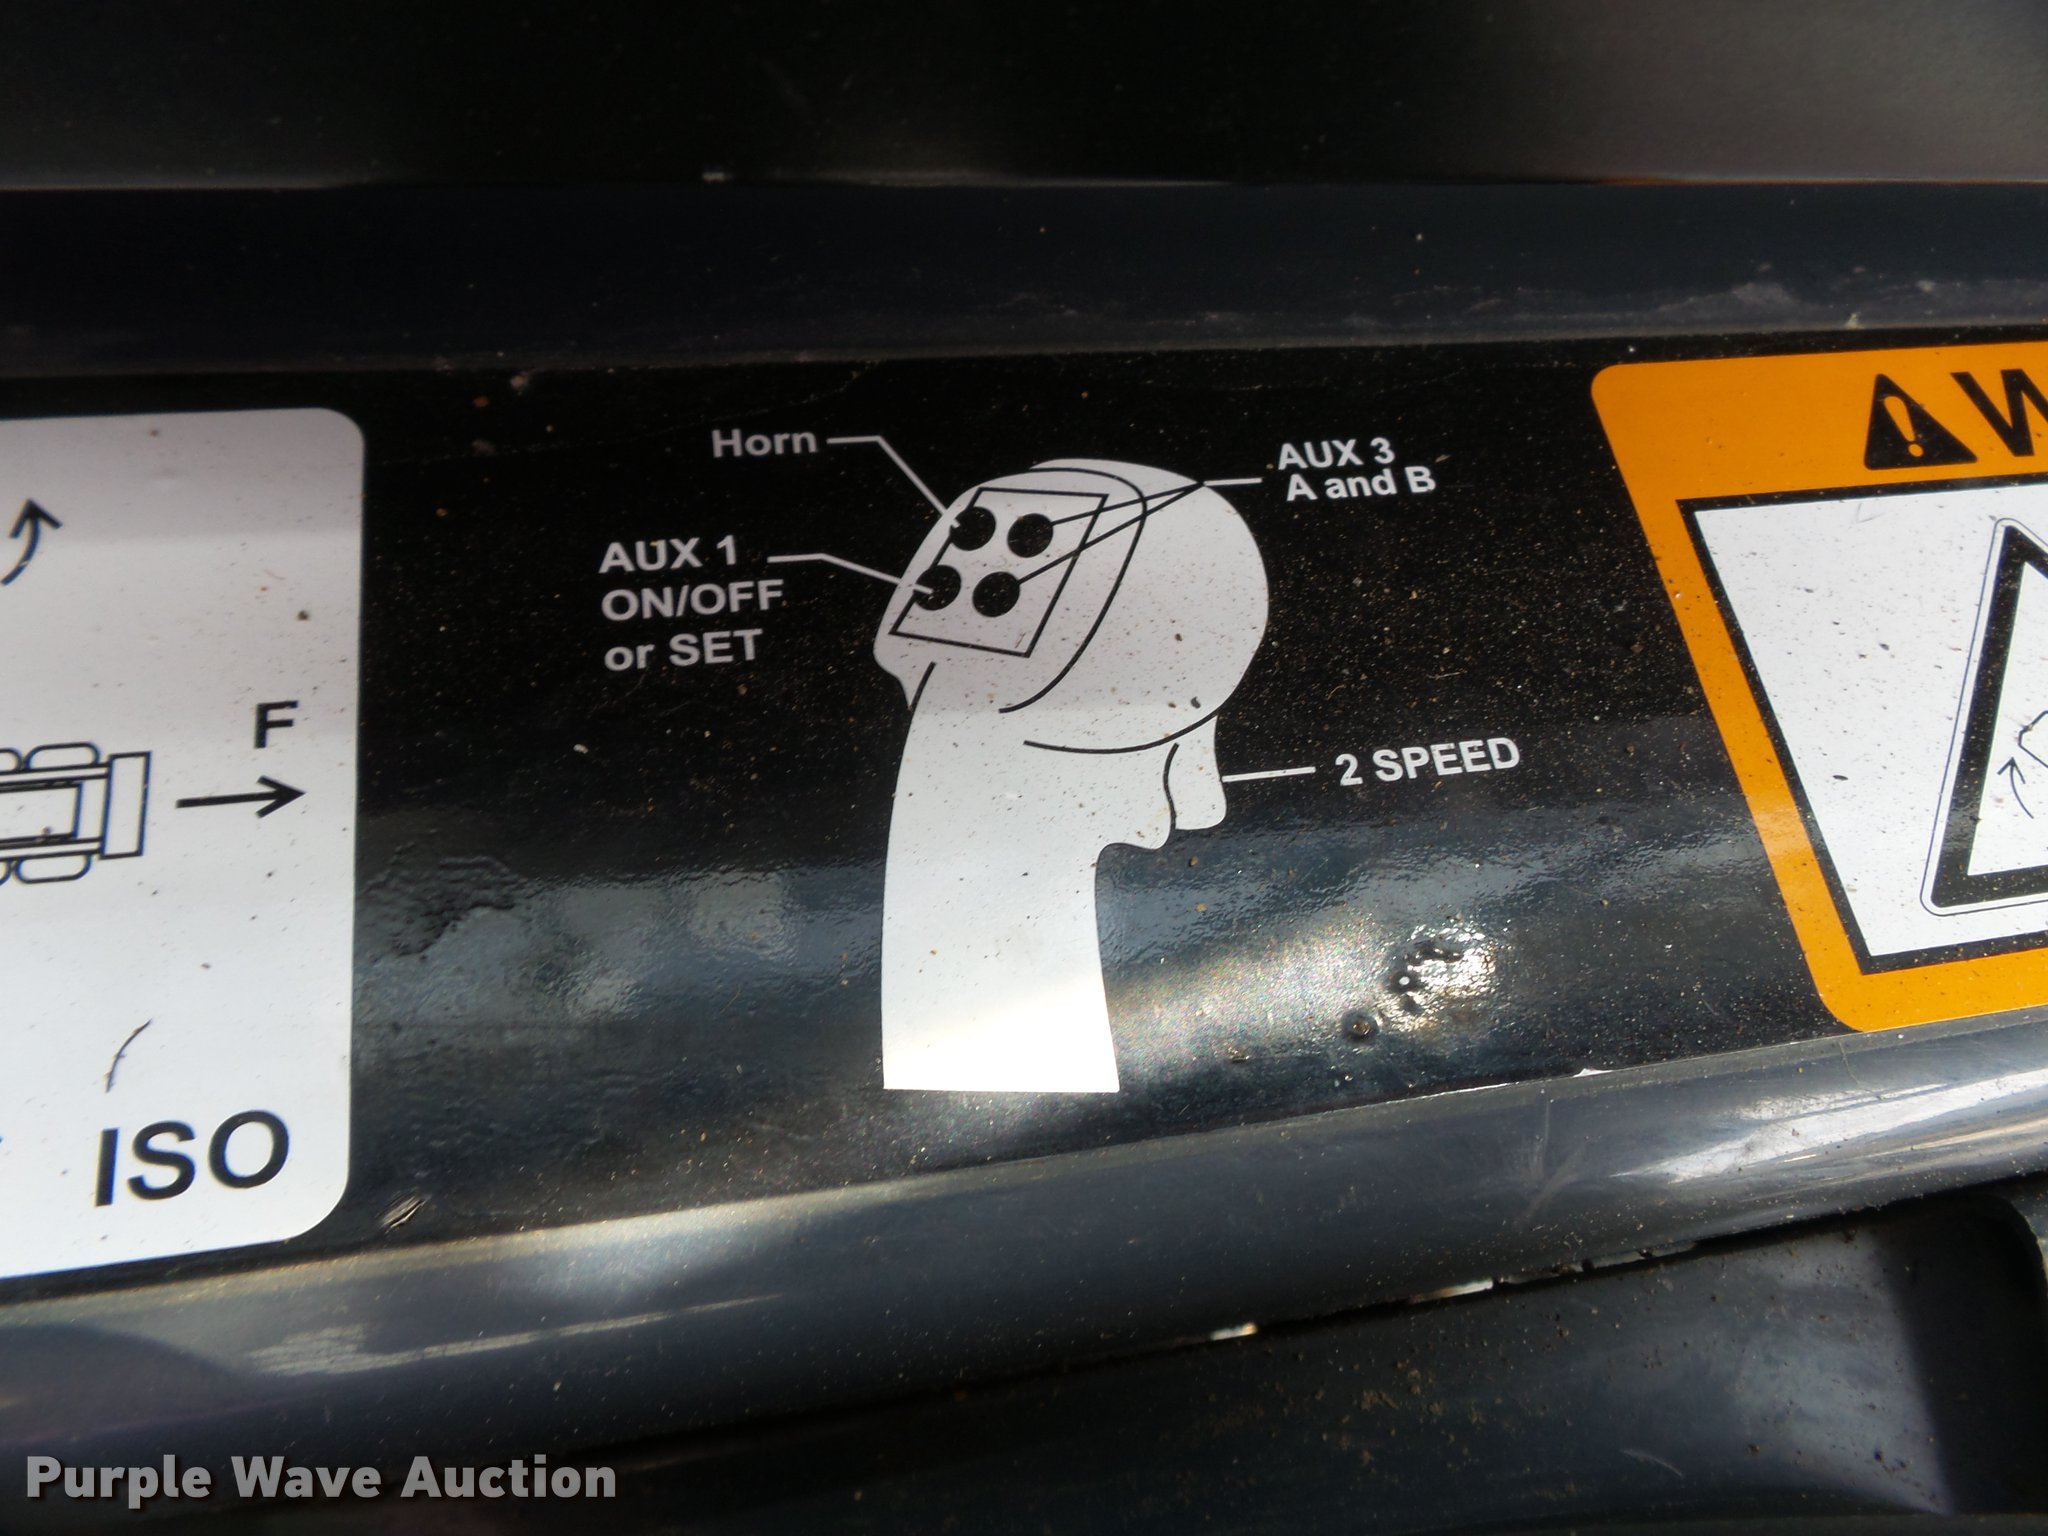 Horn
AUX 3
A and B
AUX 1
ON/OFF
or SET
F
2 SPEED
ISO
Purple Wave Auction